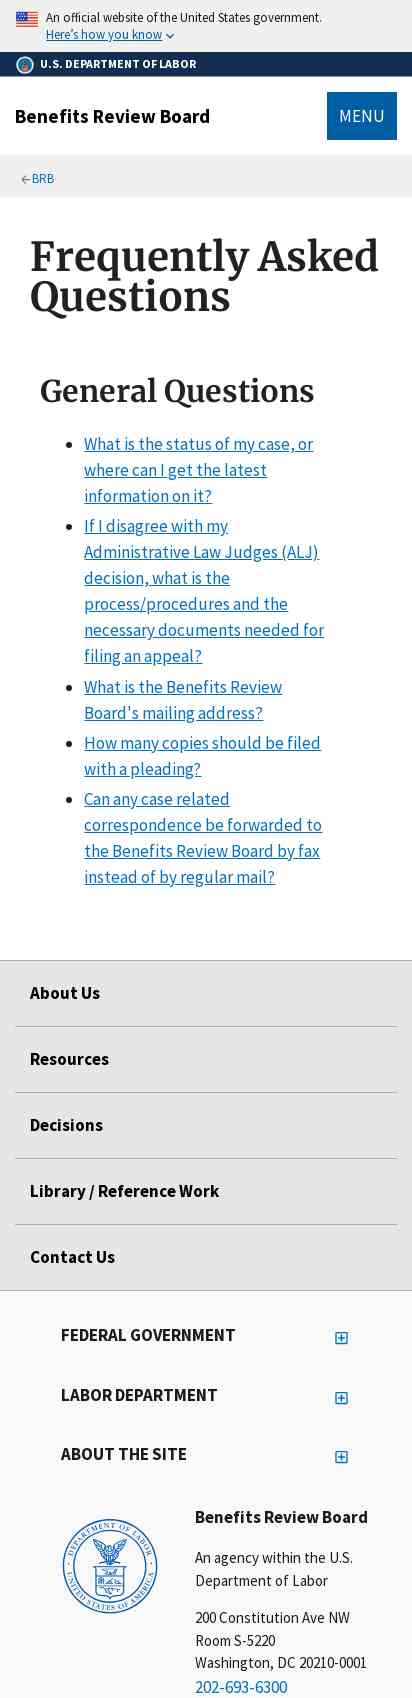 An official website of the United States government.
Here's how you know
U.S. DEPARTMENT OF LABOR
Benefits Review Board
MENU
BRB
Frequently Asked
Questions
General Questions
What is the status of my case, or
where can I get the latest
information on it?
If I disagree with my
Administrative Law Judges (ALJ)
decision, what is the
process/procedures and the
necessary documents needed for
filing an appeal?
What is the Benefits Review
Board's mailing address?
How many copies should be filed
with a pleading?
Can any case related
correspondence be forwarded to
the Benefits Review Board by fax
instead of by regular mail?
About Us
Resources
Decisions
Library / Reference Work
Contact Us
FEDERAL GOVERNMENT
LABOR DEPARTMENT
ABOUT THE SITE
DEPARTMENT OF LABOR
UNITED STATES OF AMERICA
Benefits Review Board
An agency within the U.S.
Department of Labor
200 Constitution Ave NW
Room S-5220
Washington, DC 20210-0001
202-693-6300